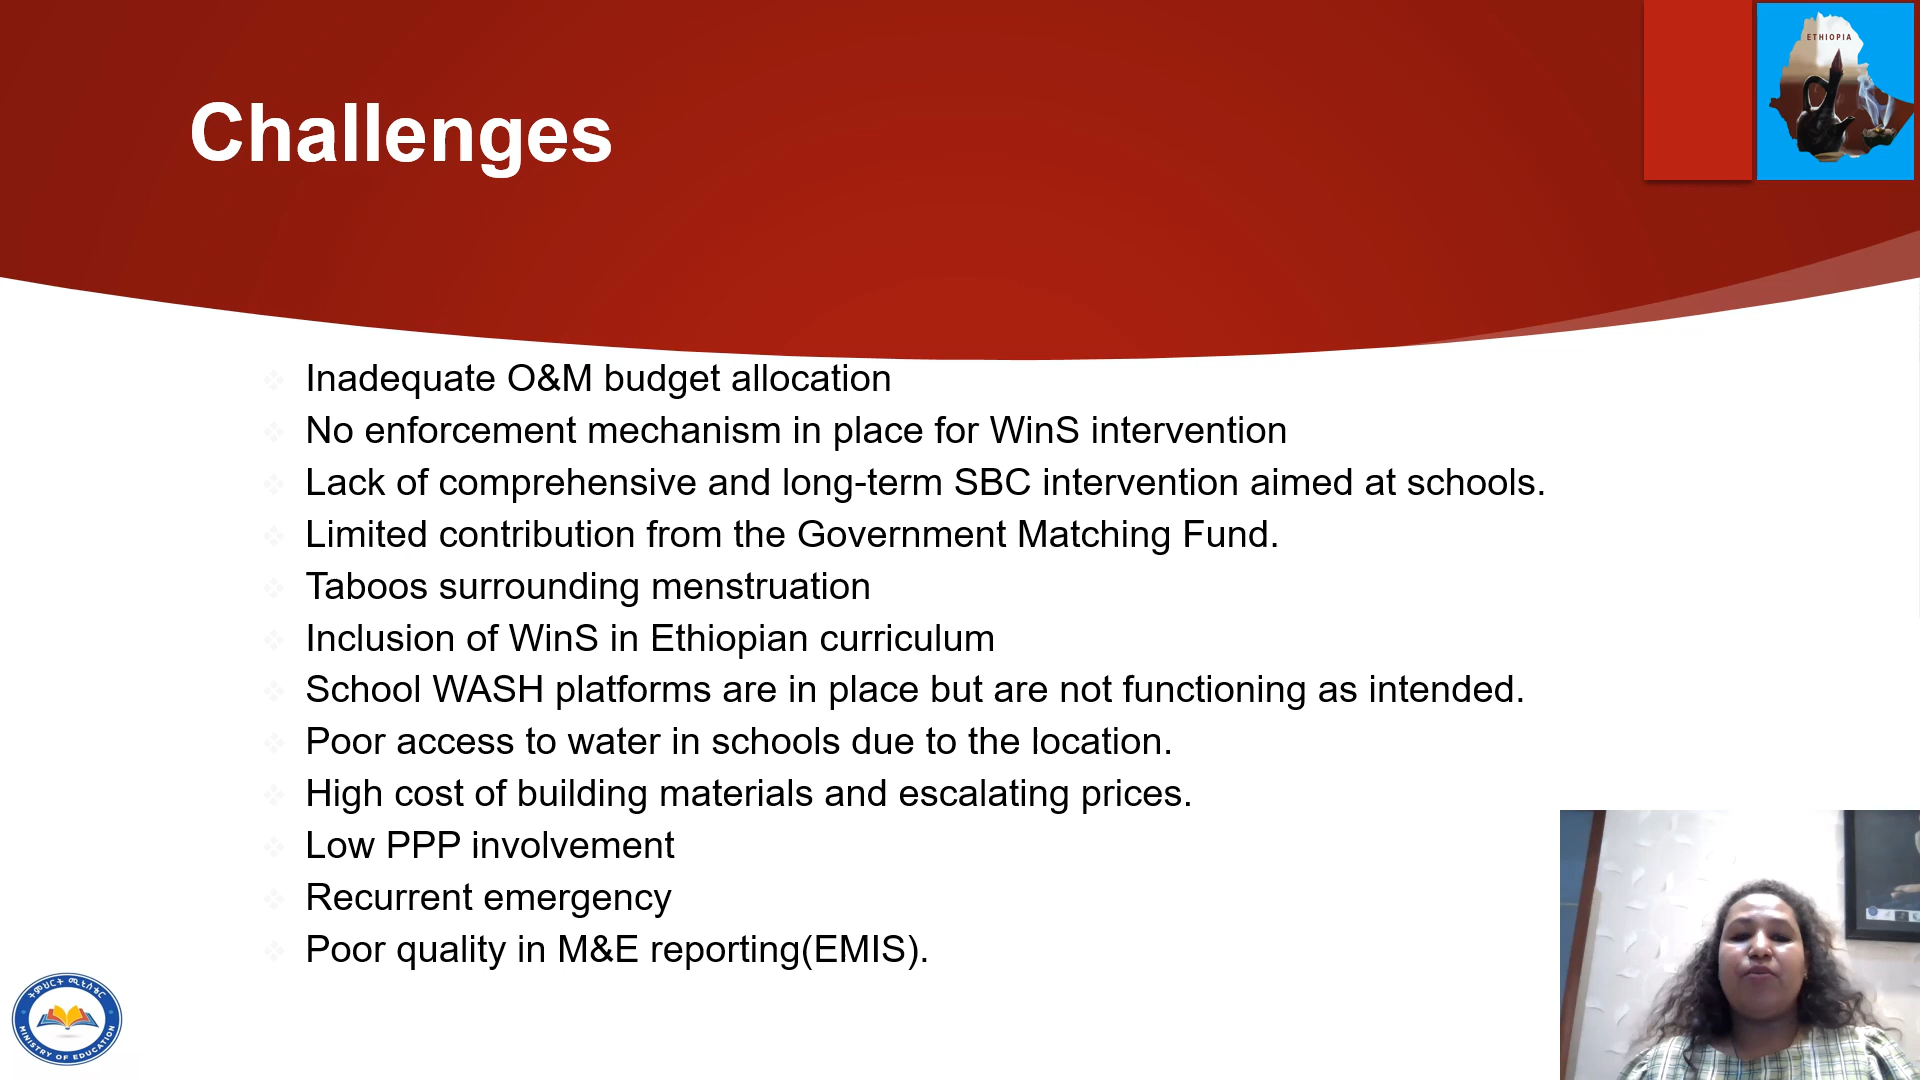 ETHIOPIA
Challenges
Inadequate O&M budget allocation
No enforcement mechanism in place for WinS intervention
Lack of comprehensive and long-term SBC intervention aimed at schools.
Limited contribution from the Government Matching Fund.
Taboos surrounding menstruation
Inclusion of WinS in Ethiopian curriculum
School WASH platforms are in place but are not functioning as intended.
Poor access to water in schools due to the location.
High cost of building materials and escalating prices.
Low PPP involvement
Recurrent emergency
Poor quality in M&E reporting(EMIS).
ትምህርት ሚኒስቴር
MINISTRY OF EDUCATION